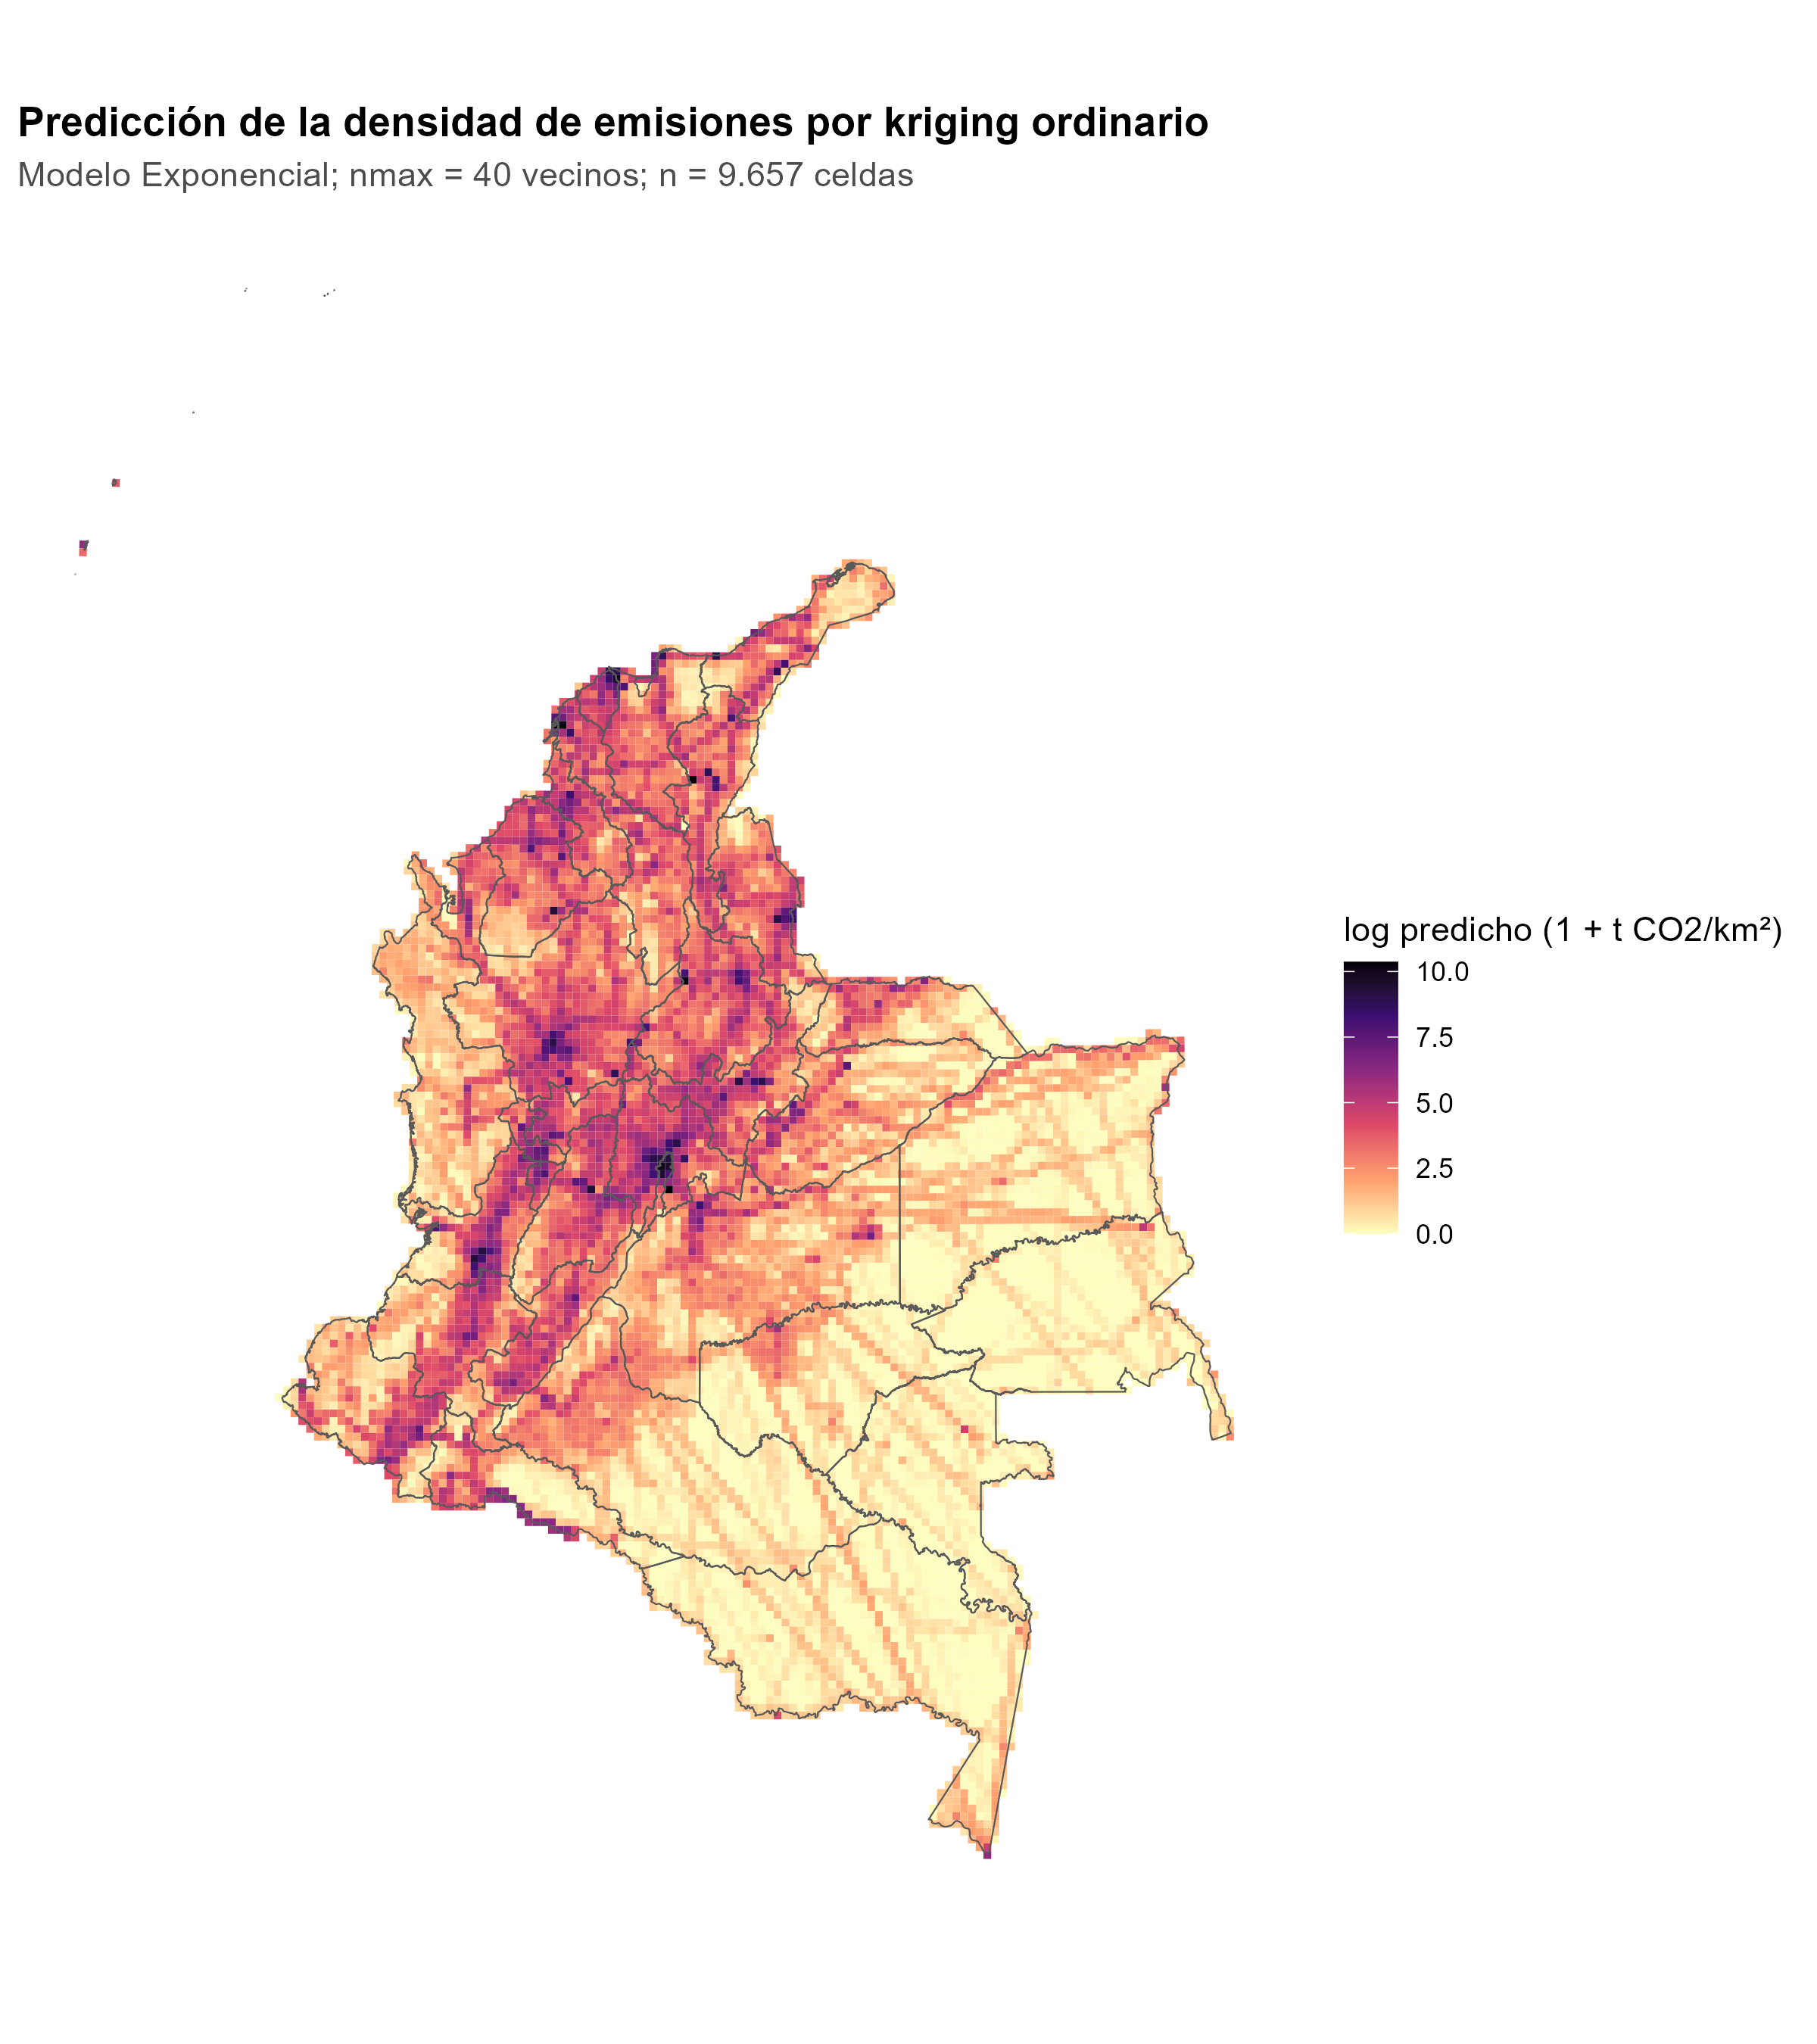 Predicción de la densidad de emisiones por kriging ordinario
Modelo Exponencial; nmax = 40 vecinos; n = 9.657 celdas
log predicho (1 + t CO2/km²)
10.0
7.5
5.0
2.5
0.0